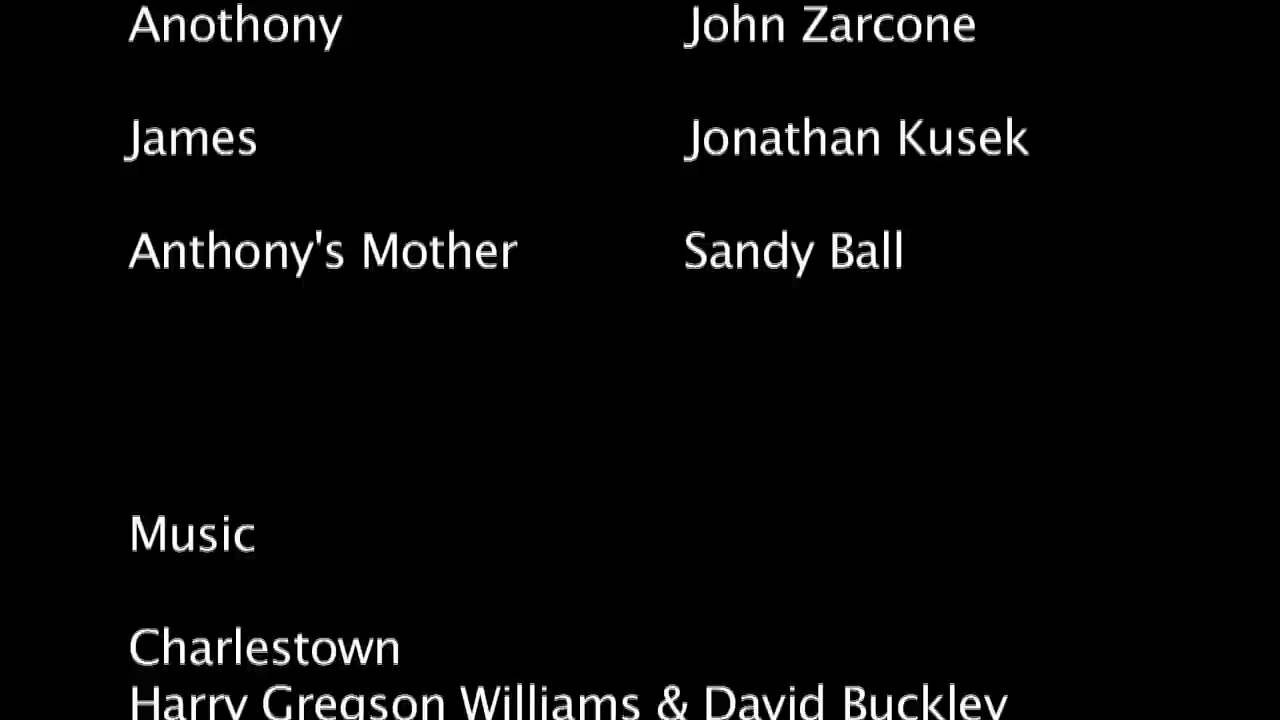 Anothony John Zarcone
James Jonathan Kusek
Anthony's Mother Sandy Ball
Music
Charlestown
Harry Gregson Williams & David Buckley